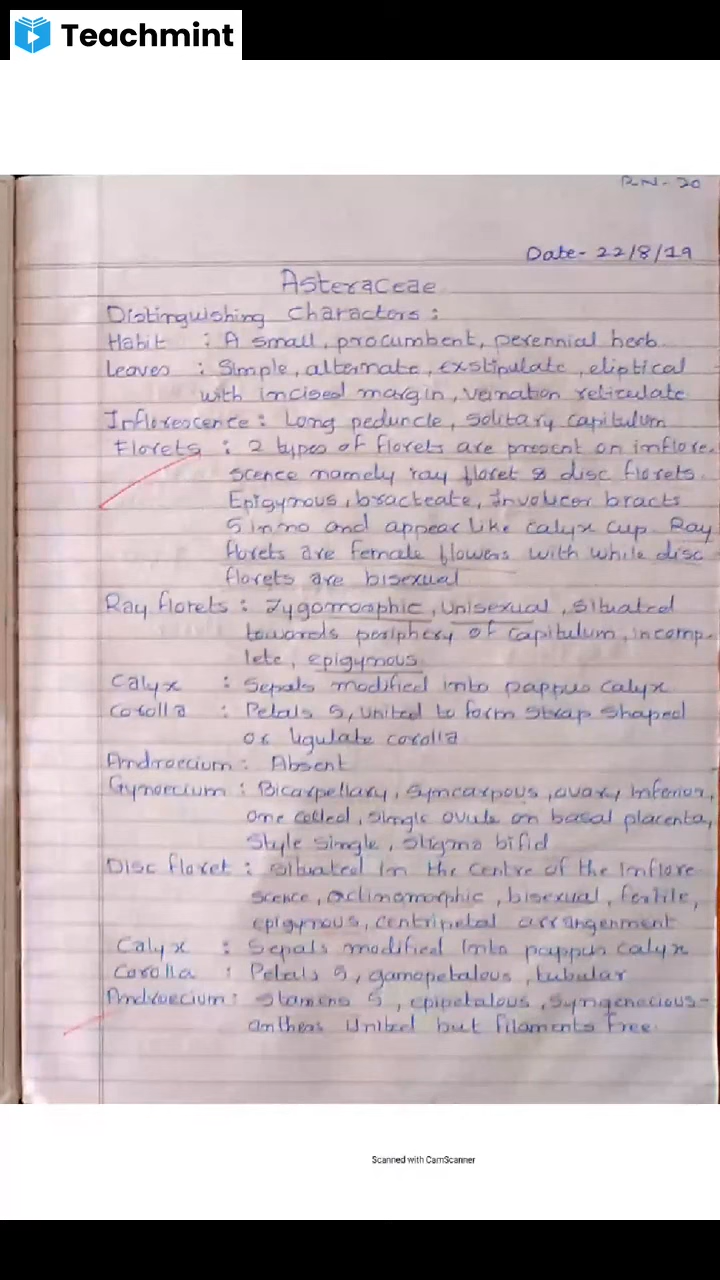 Teachmint
RN-20
Date- 22/8/19
Asteraceae
Distinguishing Charactors :
Habit : A small, procumbent, perennial herb.
Leaves : Simple, alternate, exstipulate, eliptical
with incised margin, venation reticulate
Inflorescence : Long peduncle, solitary capitulum
Florets : 2 types of florets are present on inflore-
scence namely ray floret & disc florets.
Epigymous, bracteate, Involucor bracts
5 in no and appear like calyx cup. Ray
florets are female flowers with while disc
florets are bisexual
Ray florets : Zygomorphic, Unisexual, situated
towards periphery of capitulum, incomp-
lete, epigymous.
Calyx : Sepals modified into pappus calyx
Corolla : Petals 5, united to form strap shaped
or ligulate corolla
Androecium : Absent
Gynoecium : Bicarpellary, syncarpous, ovary Inferior,
one celled, single ovule on basal placenta,
style single, stigma bifid
Disc floret : situated in the centre of the inflore
scence, actinomorphic, bisexual, fertile,
epigymous, centripetal arrangenment
Calyx : Sepals modified Into pappus calyx
Corolla : Petals 5, gamopetalous, tubular
Androecium : Stamens 5, epipetalous, syngenecious-
anthers United but filaments free.
Scanned with CamScanner